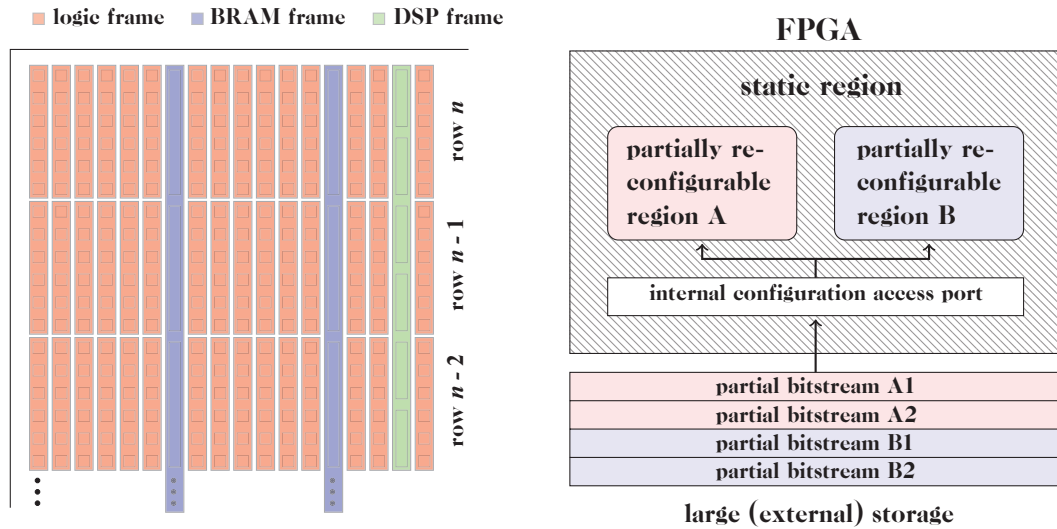 logic frame
BRAM frame
DSP frame
row n
row n - 1
row n - 2
FPGA
static region
partially re-
configurable
region A
partially re-
configurable
region B
internal configuration access port
partial bitstream A1
partial bitstream A2
partial bitstream B1
partial bitstream B2
large (external) storage